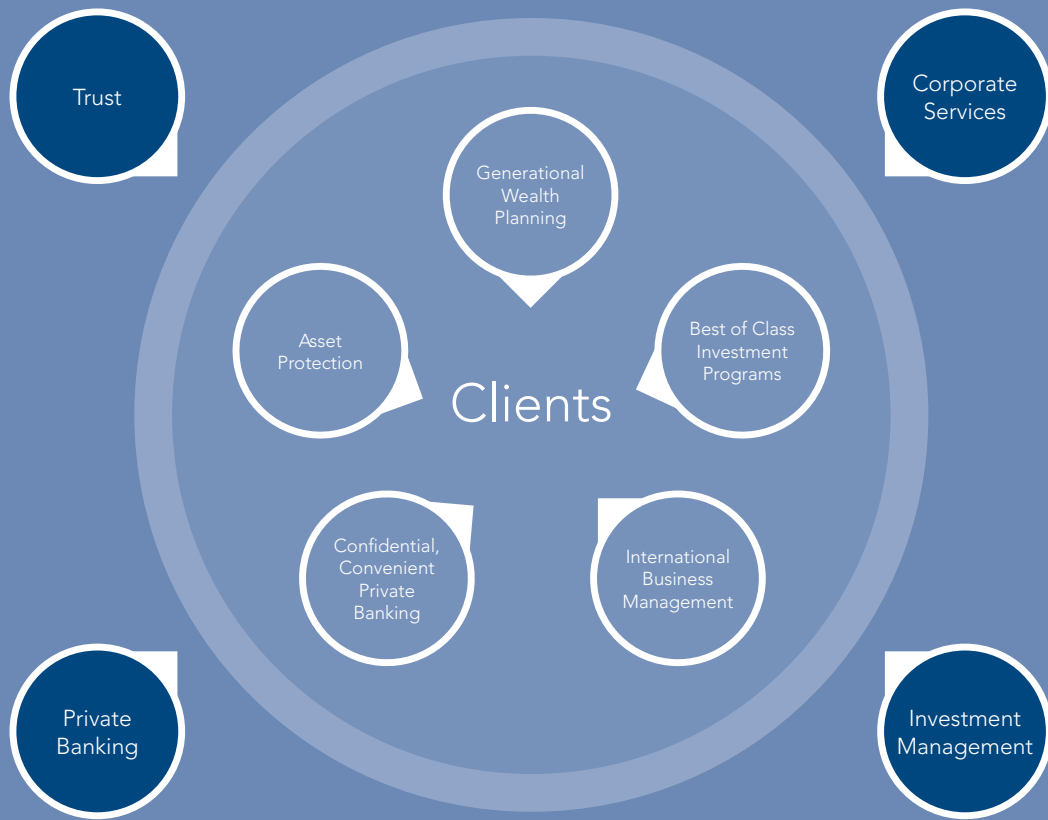 Trust
Corporate
Services
Generational
Wealth
Planning
Asset
Protection
Best of Class
Investment
Programs
Clients
Confidential,
Convenient
Private
Banking
International
Business
Management
Private
Banking
Investment
Management